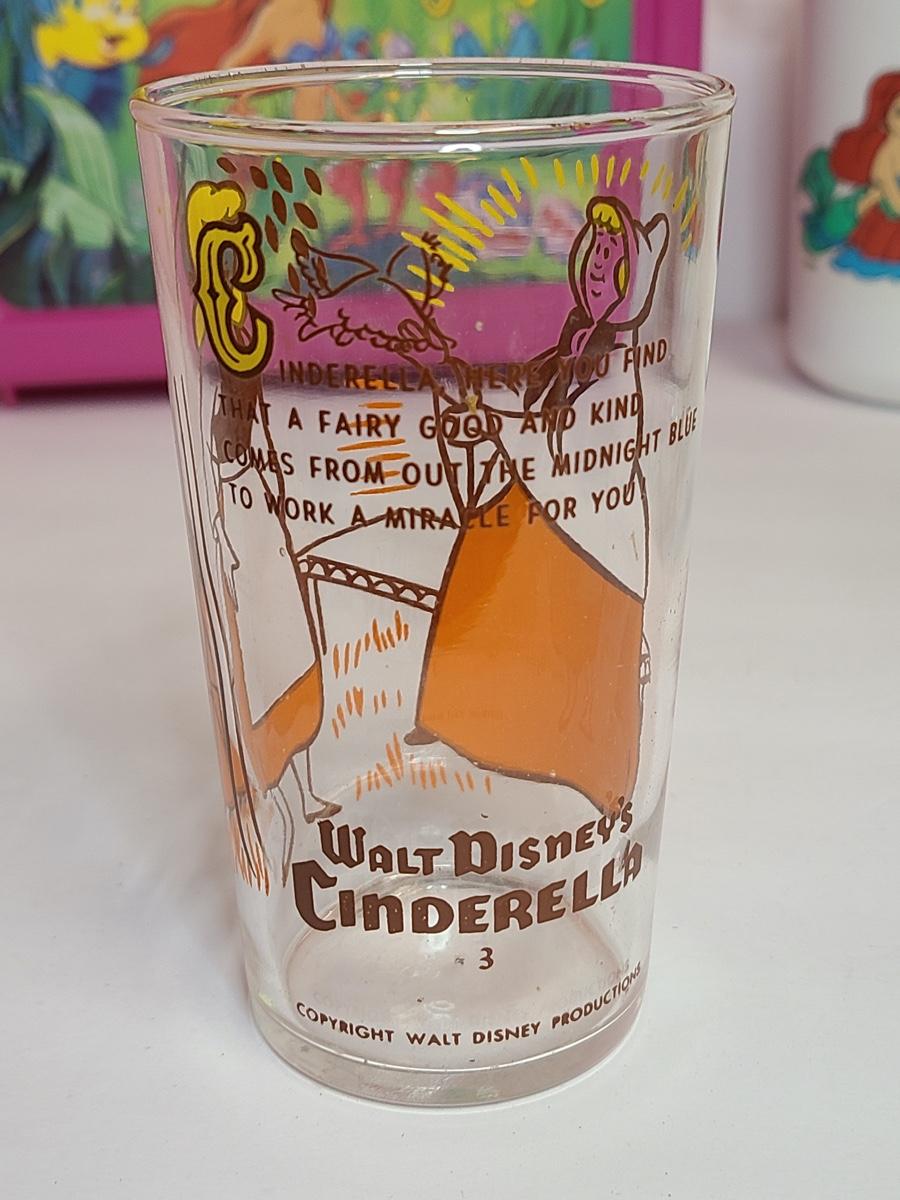 CINDERELLA, HERE YOU FIND
THAT A FAIRY GOOD AND KIND
COMES FROM OUT THE MIDNIGHT BLUE
TO WORK A MIRACLE FOR YOU!
WALT DISNEY'S
CINDERELLA
3
COPYRIGHT WALT DISNEY PRODUCTIONS